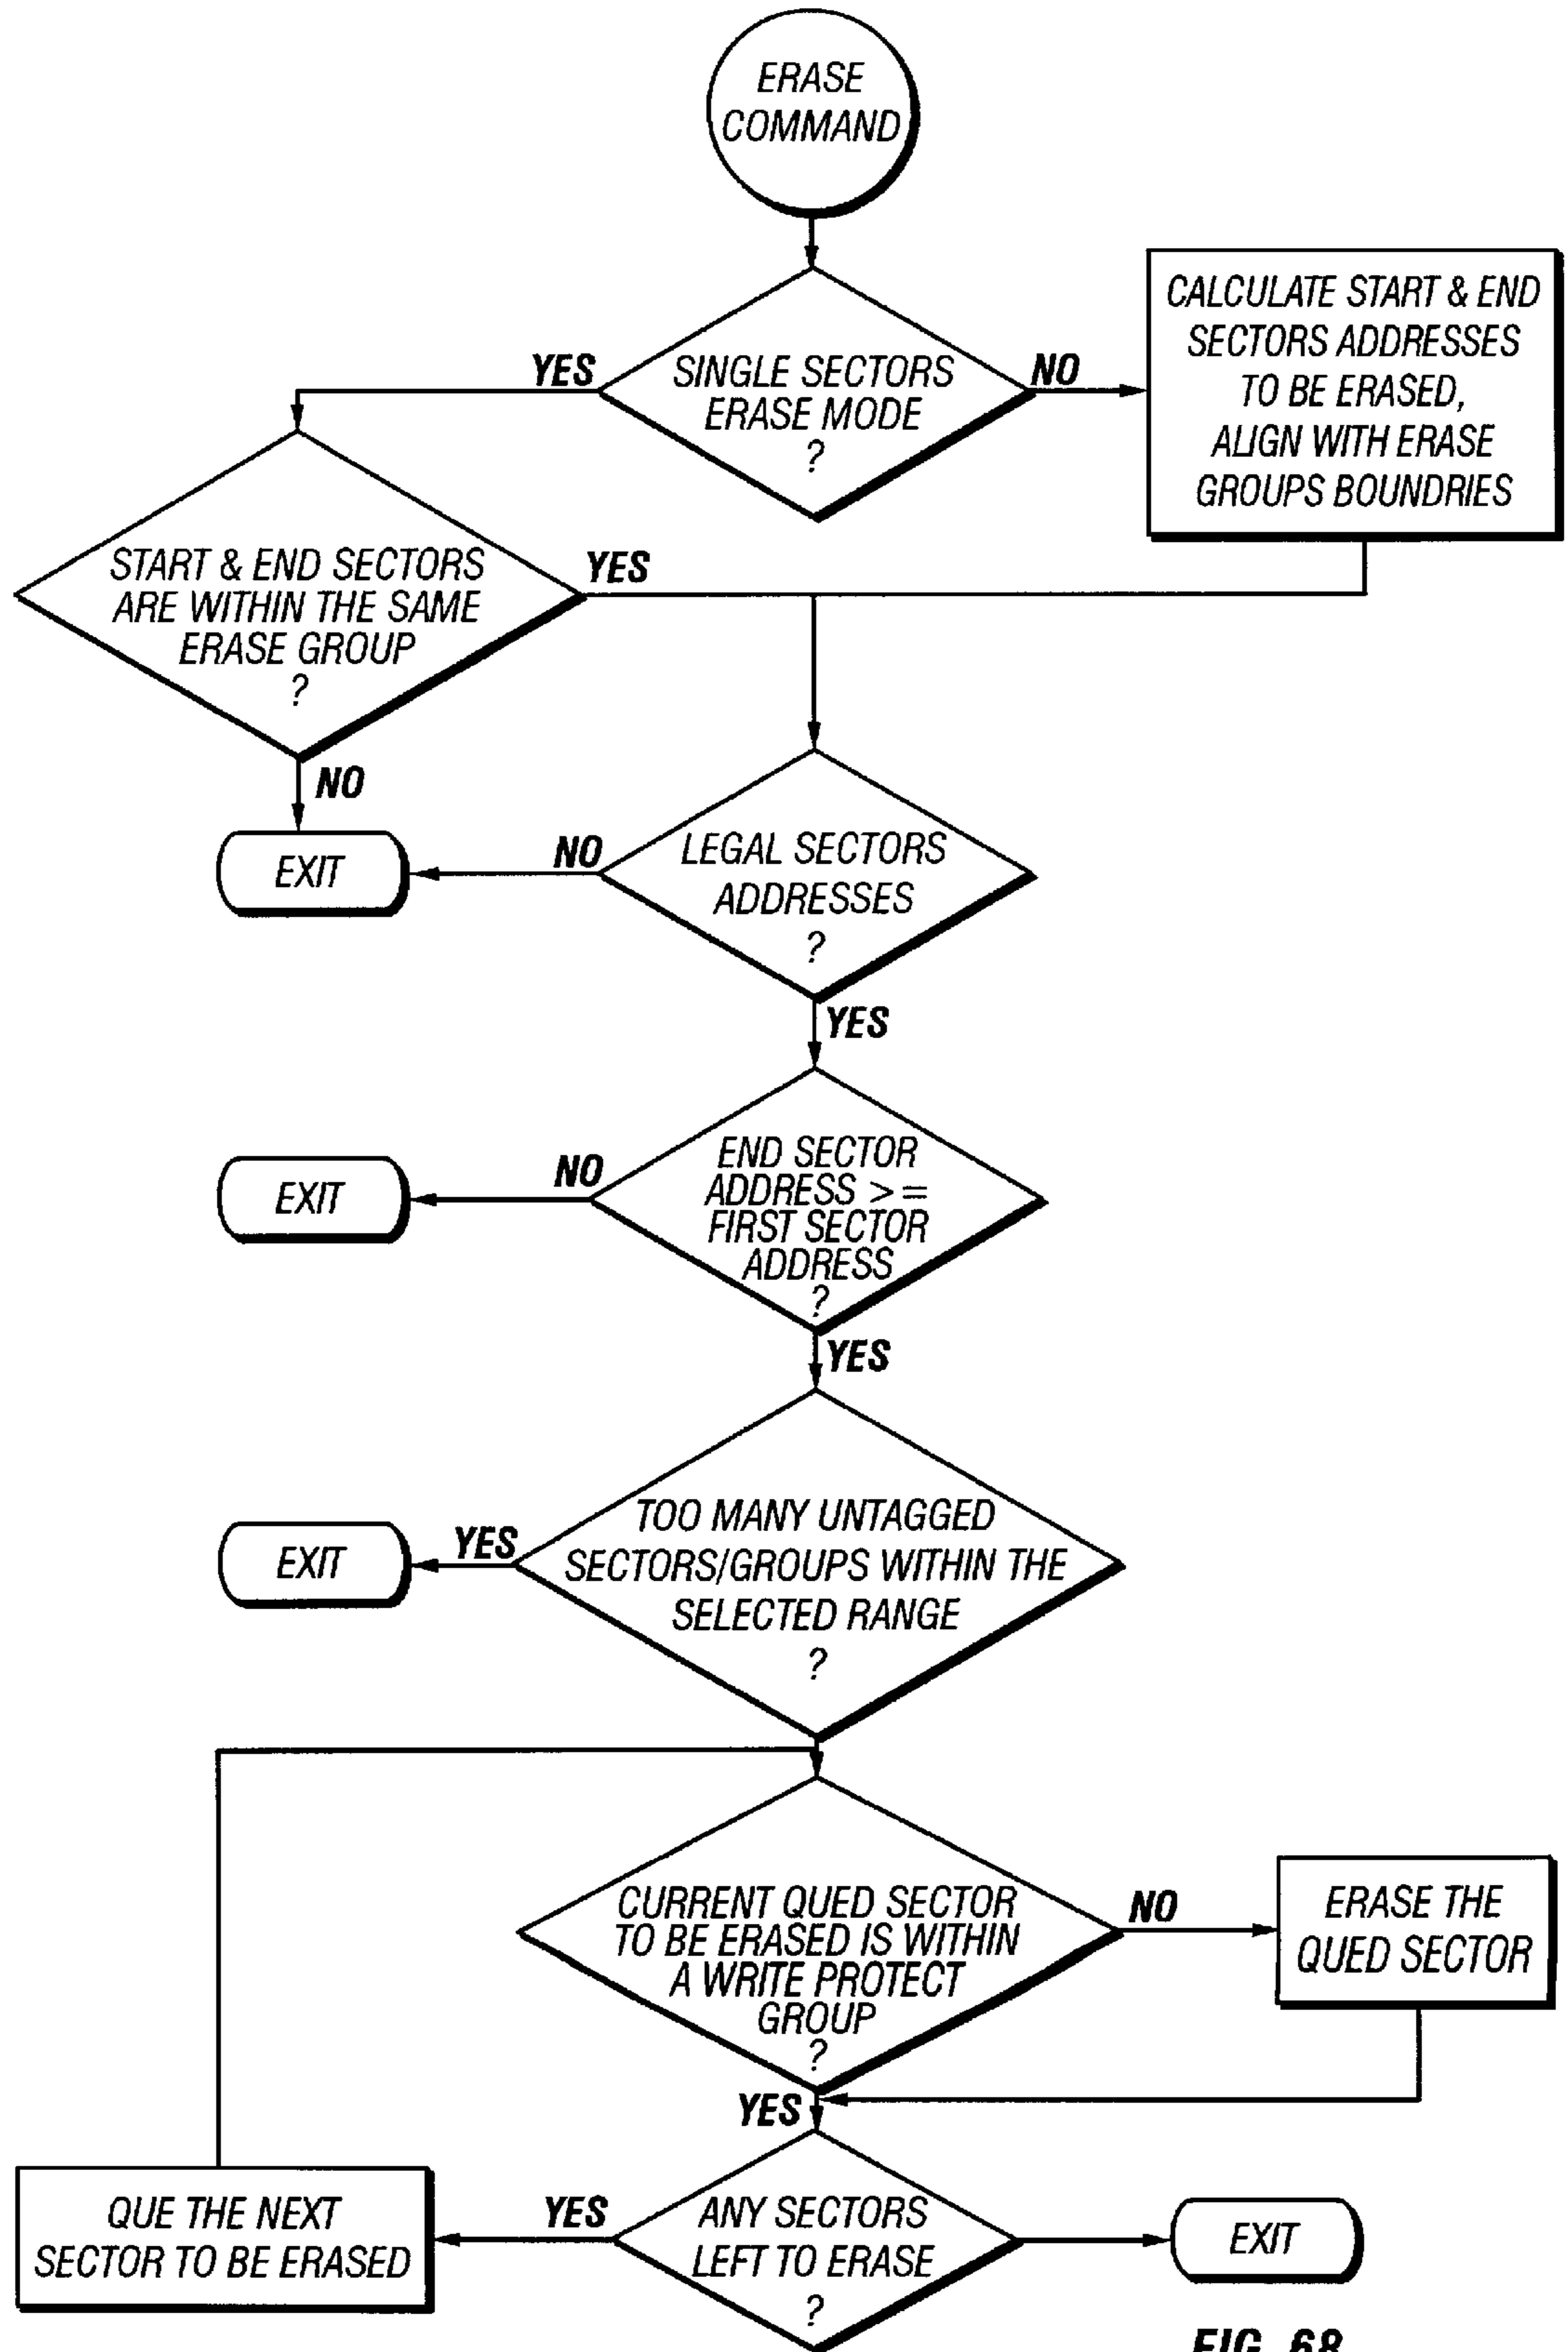 ERASE
COMMAND
SINGLE SECTORS
ERASE MODE
?
YES
NO
CALCULATE START & END
SECTORS ADDRESSES
TO BE ERASED,
ALIGN WITH ERASE
GROUPS BOUNDRIES
START & END SECTORS
ARE WITHIN THE SAME
ERASE GROUP
?
YES
NO
EXIT
LEGAL SECTORS
ADDRESSES
?
NO
YES
END SECTOR
ADDRESS >=
FIRST SECTOR
ADDRESS
?
NO
EXIT
YES
TOO MANY UNTAGGED
SECTORS/GROUPS WITHIN THE
SELECTED RANGE
?
YES
EXIT
CURRENT QUED SECTOR
TO BE ERASED IS WITHIN
A WRITE PROTECT
GROUP
?
NO
ERASE THE
QUED SECTOR
YES
ANY SECTORS
LEFT TO ERASE
?
YES
QUE THE NEXT
SECTOR TO BE ERASED
EXIT
FIG. 68